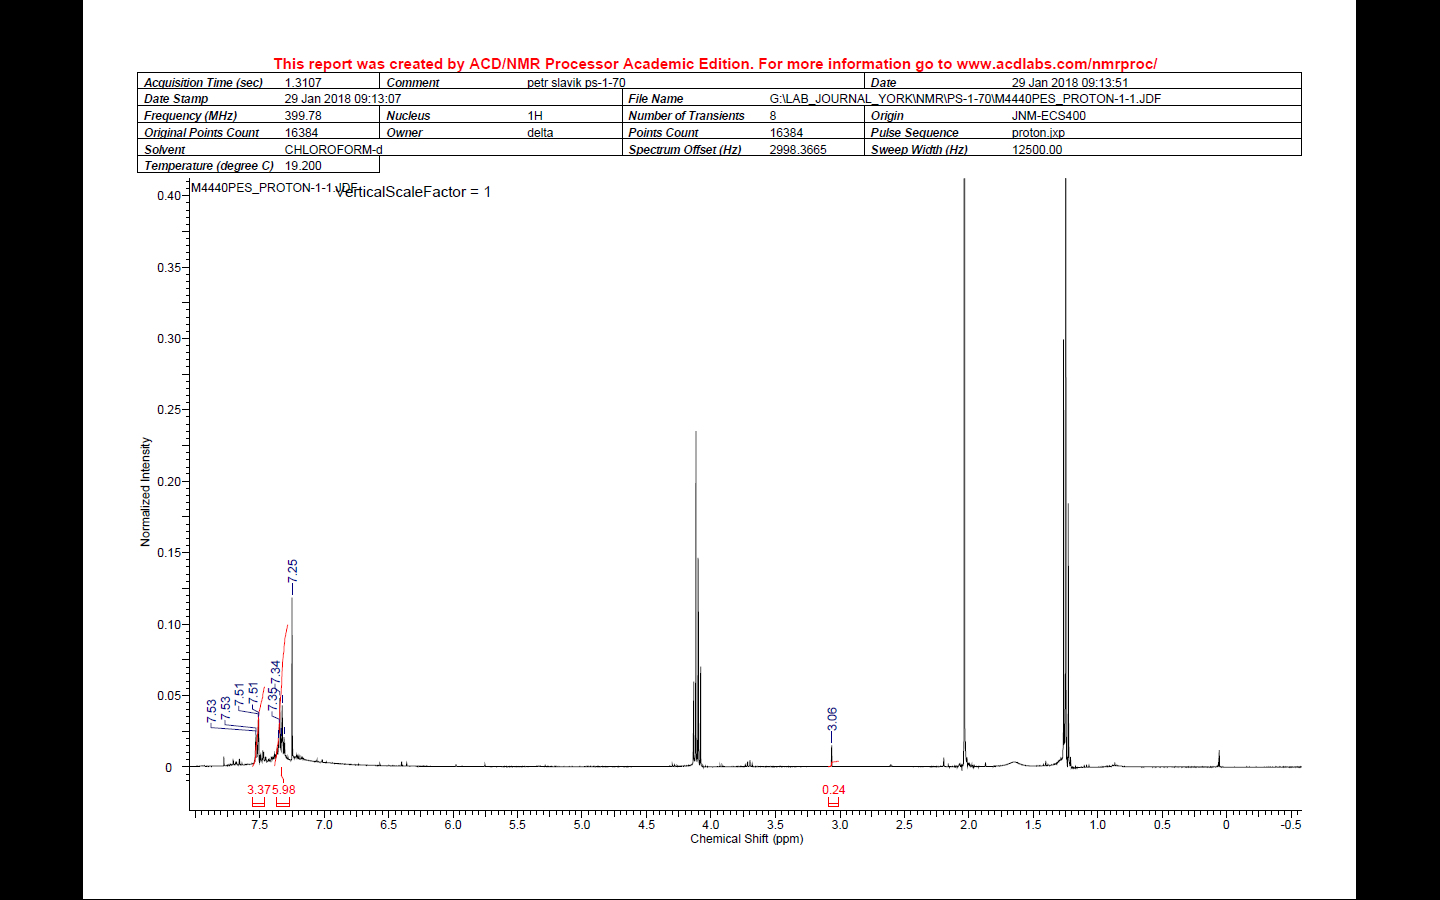 This report was created by ACD/NMR Processor Academic Edition. For more information go to www.acdlabs.com/nmrproc/
Acquisition Time (sec) 1.3107 Comment petr slavik ps-1-70 Date 29 Jan 2018 09:13:51
Date Stamp 29 Jan 2018 09:13:07 File Name G:\LAB_JOURNAL_YORK\NMR\PS-1-70\M4440PES_PROTON-1-1.JDF
Frequency (MHz) 399.78 Nucleus 1H Number of Transients 8 Origin JNM-ECS400
Original Points Count 16384 Owner delta Points Count 16384 Pulse Sequence proton.jxp
Solvent CHLOROFORM-d Spectrum Offset (Hz) 2998.3665 Sweep Width (Hz) 12500.00
Temperature (degree C) 19.200
M4440PES_PROTON-1-1.JDF
VerticalScaleFactor = 1
0.40
0.35
0.30
0.25
0.20
0.15
0.10
0.05
0
Normalized Intensity
7.53
7.53
7.51
7.51
7.35
7.34
7.25
3.06
3.37 5.98 0.24
7.5 7.0 6.5 6.0 5.5 5.0 4.5 4.0 3.5 3.0 2.5 2.0 1.5 1.0 0.5 0 -0.5
Chemical Shift (ppm)